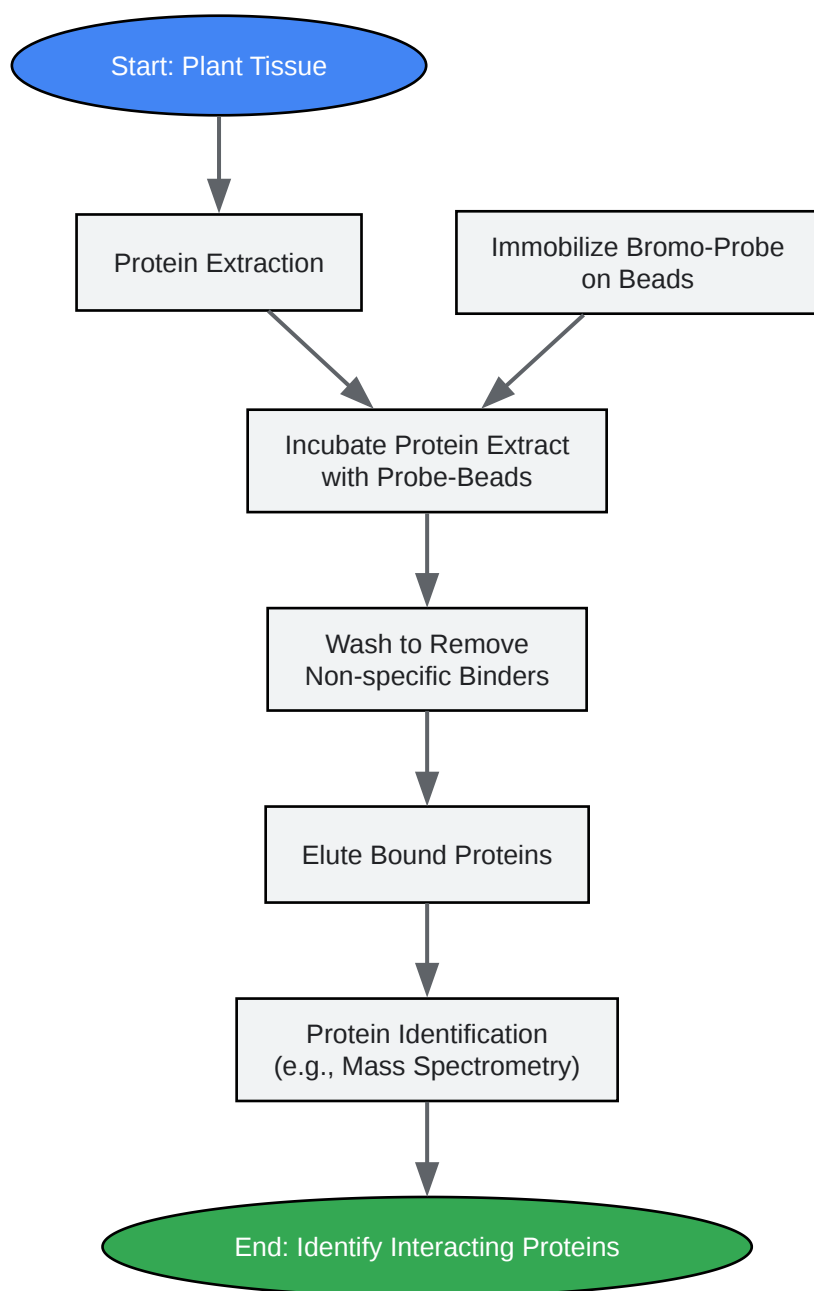 Start: Plant Tissue
Protein Extraction
Immobilize Bromo-Probe
on Beads
Incubate Protein Extract
with Probe-Beads
Wash to Remove
Non-specific Binders
Elute Bound Proteins
Protein Identification
(e.g., Mass Spectrometry)
End: Identify Interacting Proteins